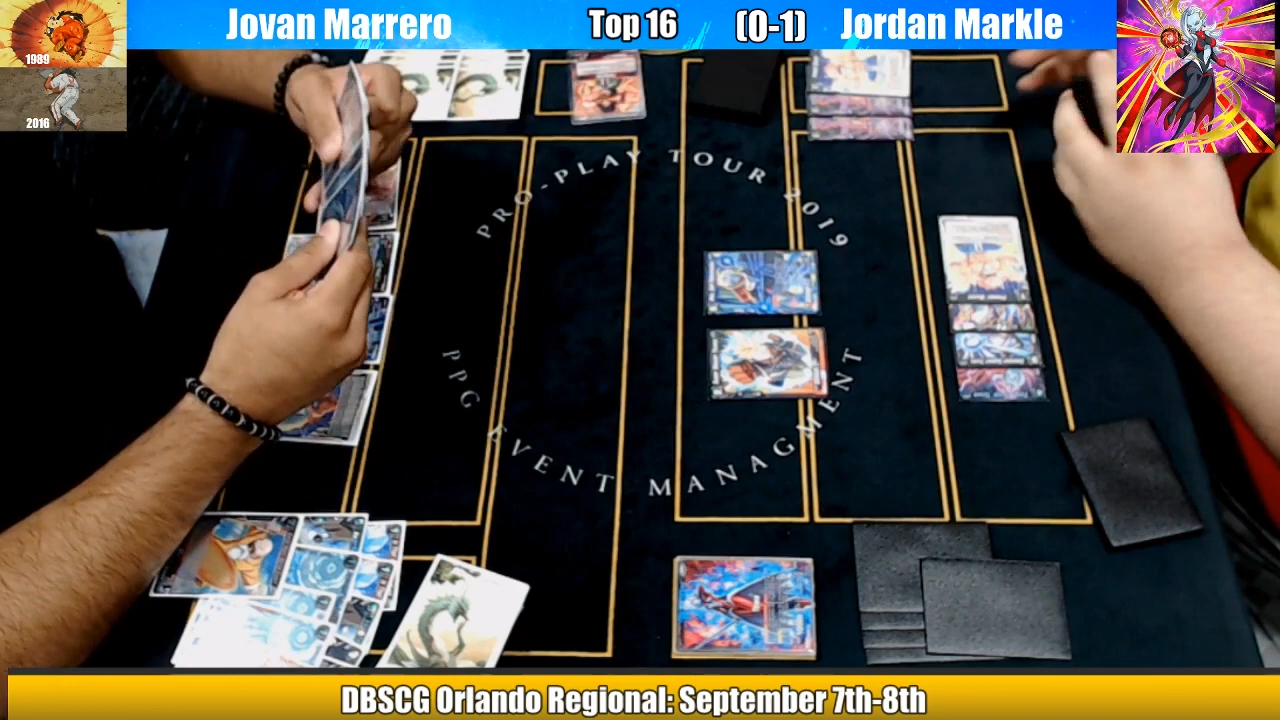 Jovan Marrero
Top 16
(0-1)
Jordan Markle
1989
2016
PRO-PLAY TOUR 2019
PPG EVENT MANAGMENT
DBSCG Orlando Regional: September 7th-8th